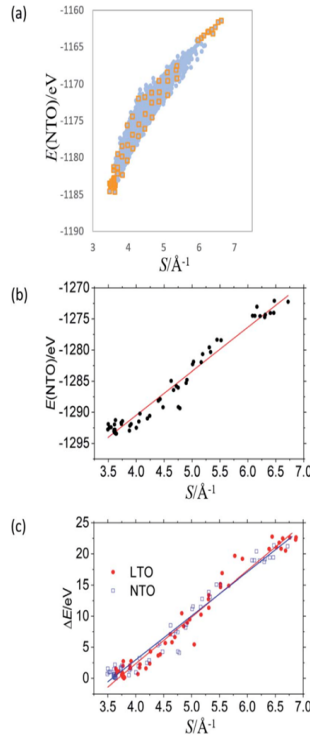 (a)
-1160
-1165
-1170
-1175
-1180
-1185
-1190
E(NTO)/eV
3 4 5 6 7
S/Å-1
(b)
-1270
-1275
-1280
-1285
-1290
-1295
E(NTO)/eV
3.5 4.0 4.5 5.0 5.5 6.0 6.5 7.0
S/Å-1
(c)
25
20
15
10
5
0
ΔE/eV
LTO
NTO
3.5 4.0 4.5 5.0 5.5 6.0 6.5 7.0
S/Å-1